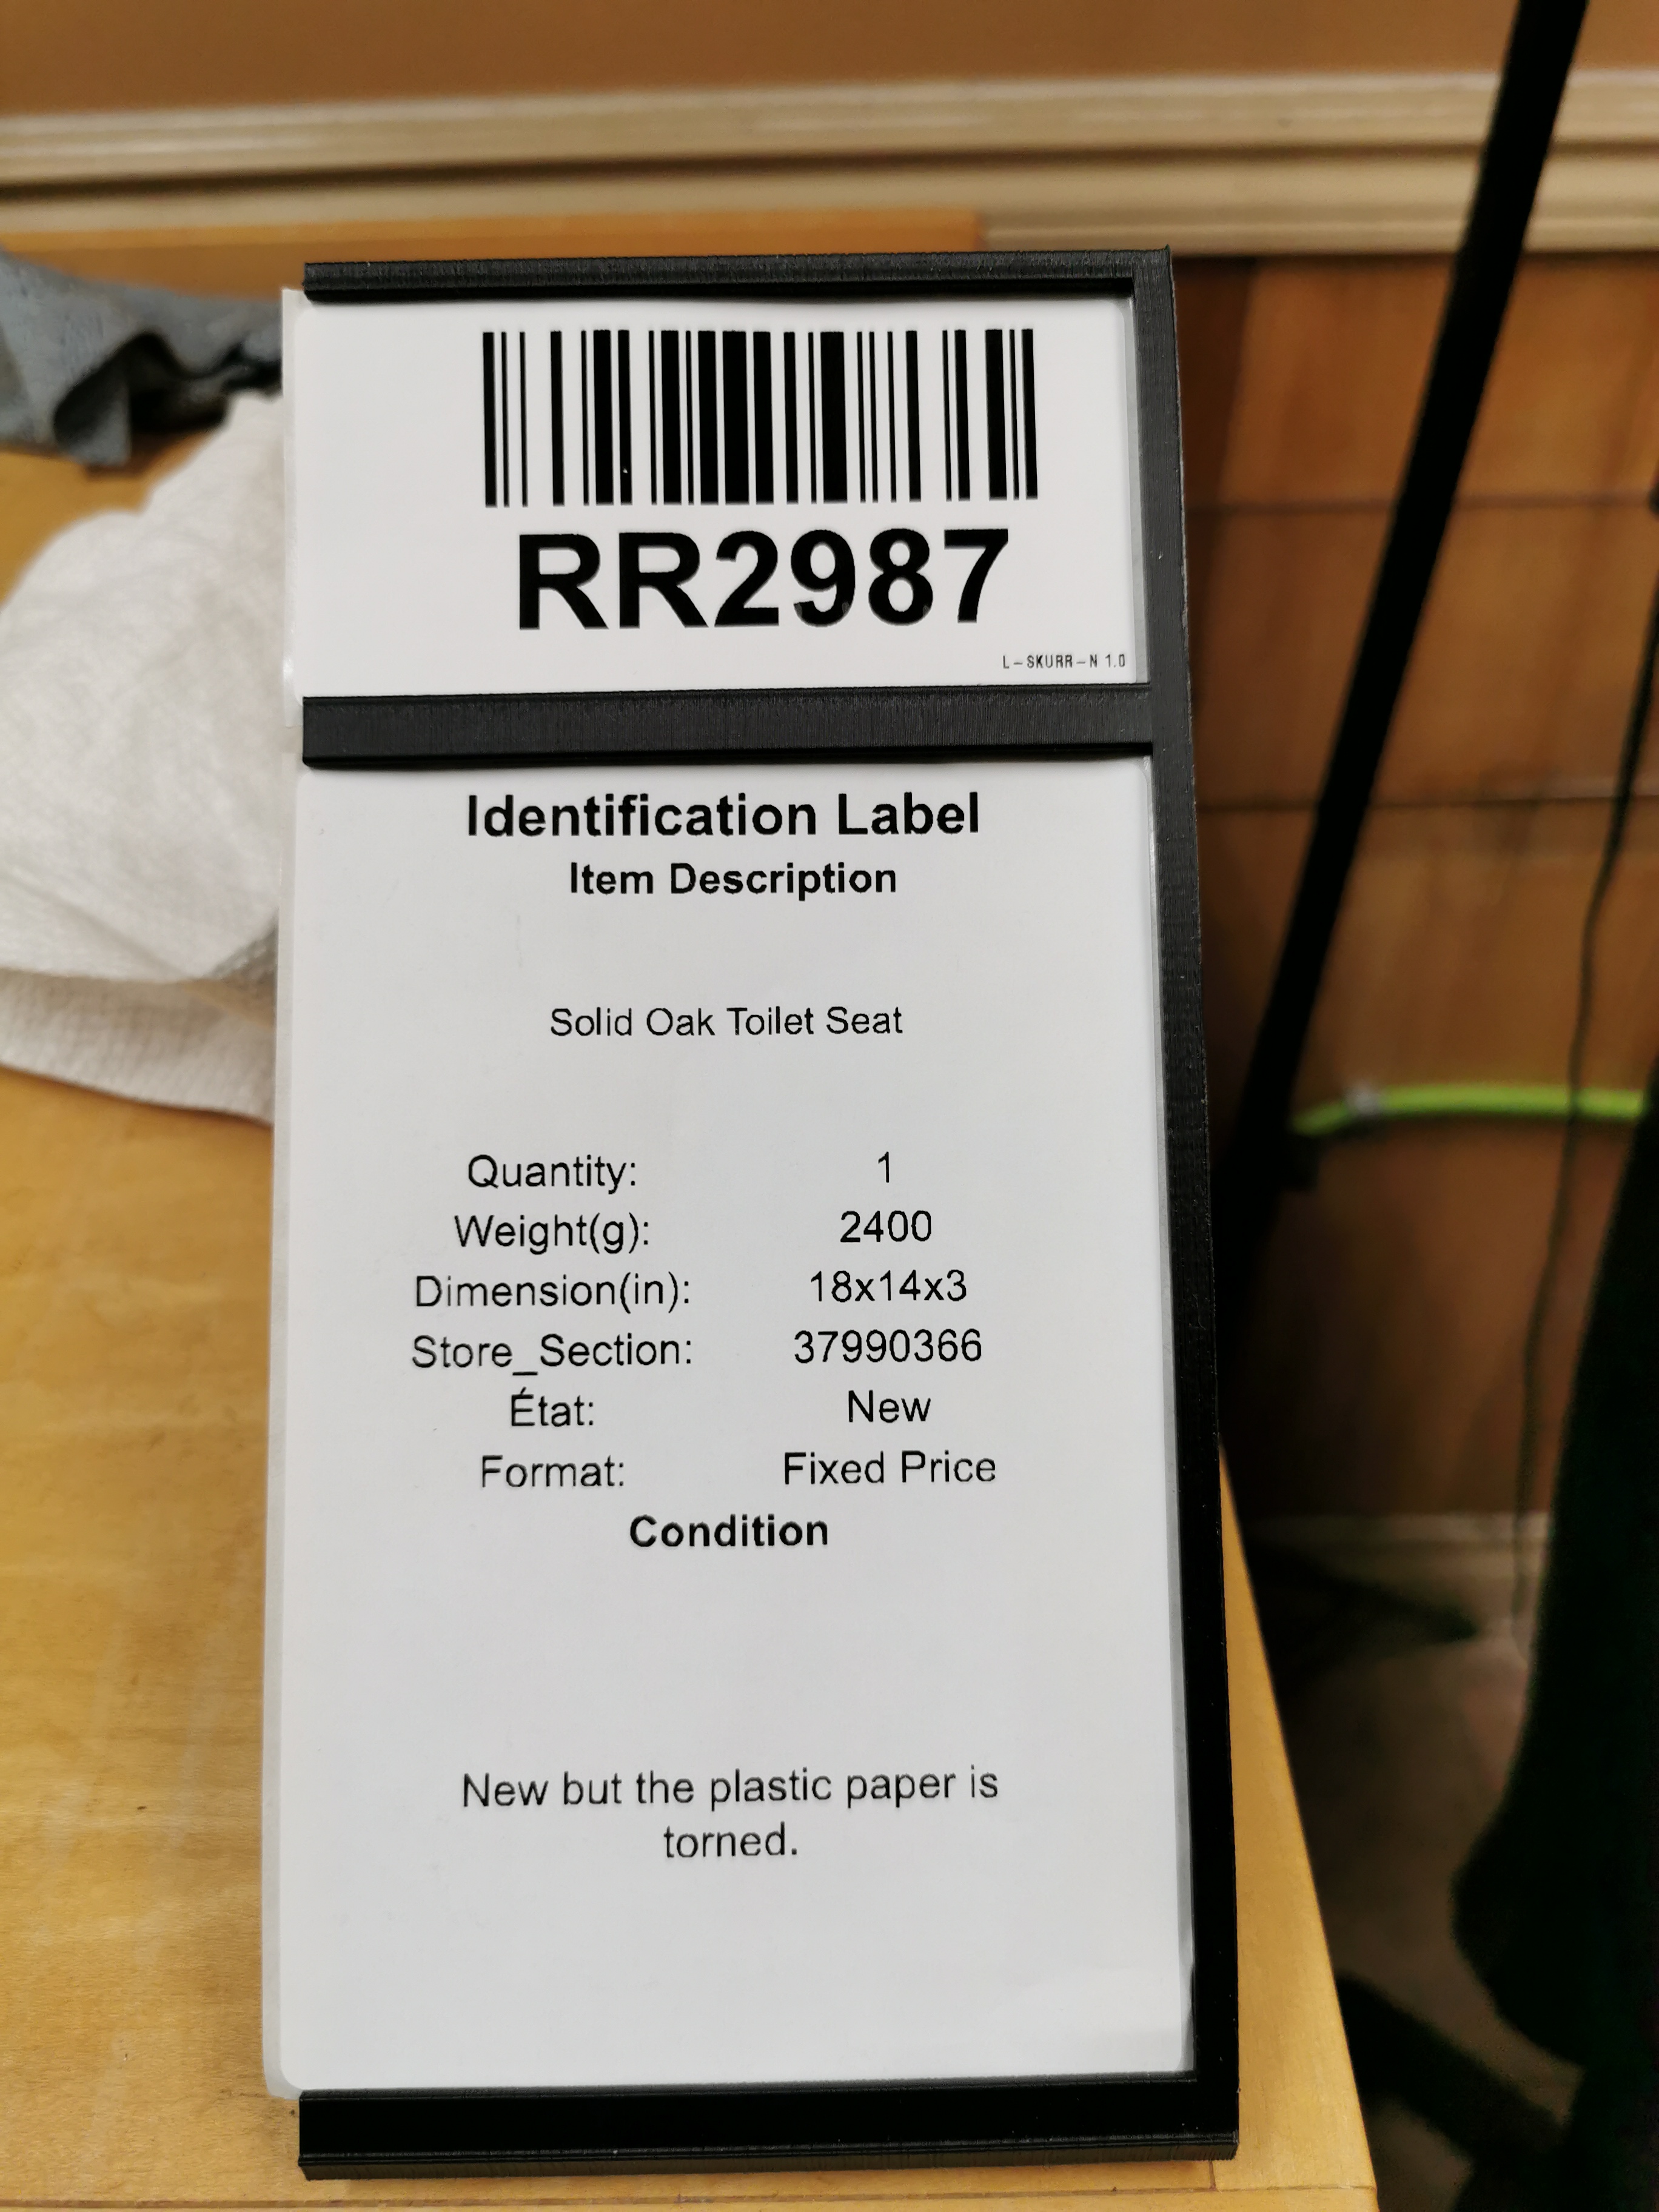 RR2987
L-SKURR-N 1.0
Identification Label
Item Description
Solid Oak Toilet Seat
Quantity: 1
Weight(g): 2400
Dimension(in): 18x14x3
Store_Section: 37990366
État: New
Format: Fixed Price
Condition
New but the plastic paper is
torned.